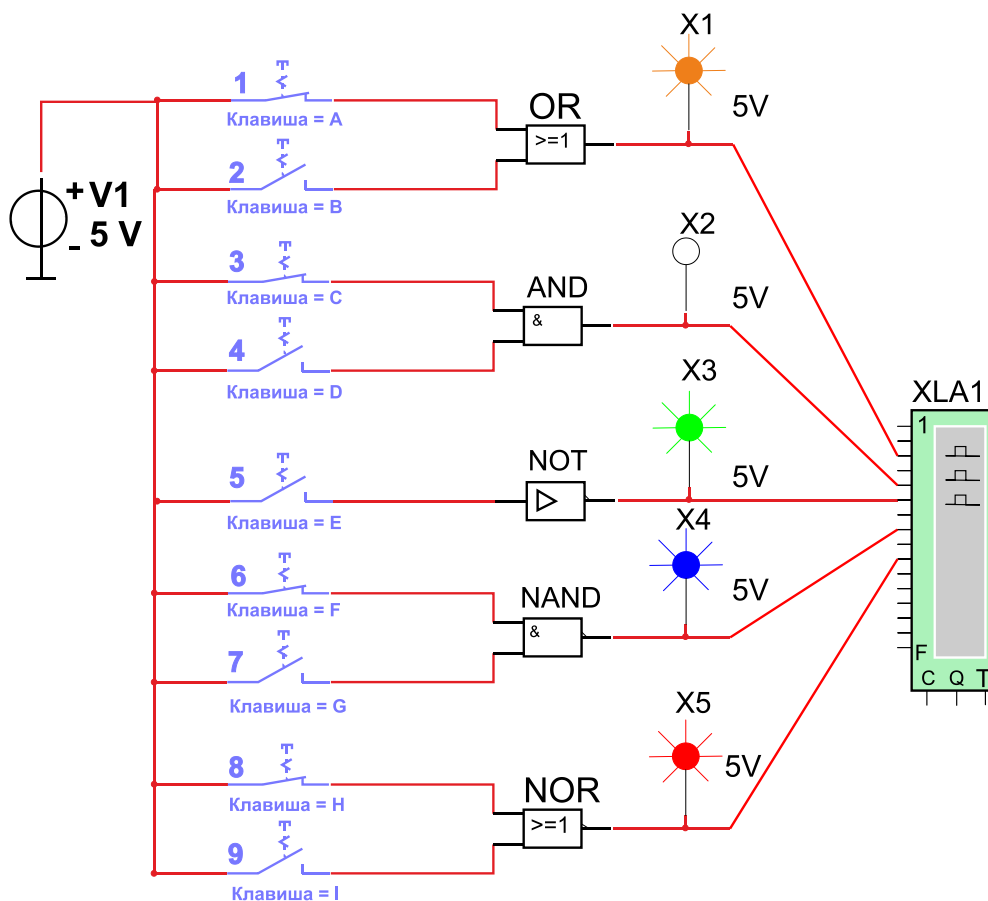 X1
1
Клавиша = A
OR
>=1
5V
2
Клавиша = B
+ V1
- 5 V
X2
3
Клавиша = C
AND
&
5V
4
Клавиша = D
X3
XLA1
1
5
Клавиша = E
NOT
5V
X4
6
Клавиша = F
NAND
&
5V
7
Клавиша = G
F
C Q T
X5
8
Клавиша = H
NOR
>=1
5V
9
Клавиша = I